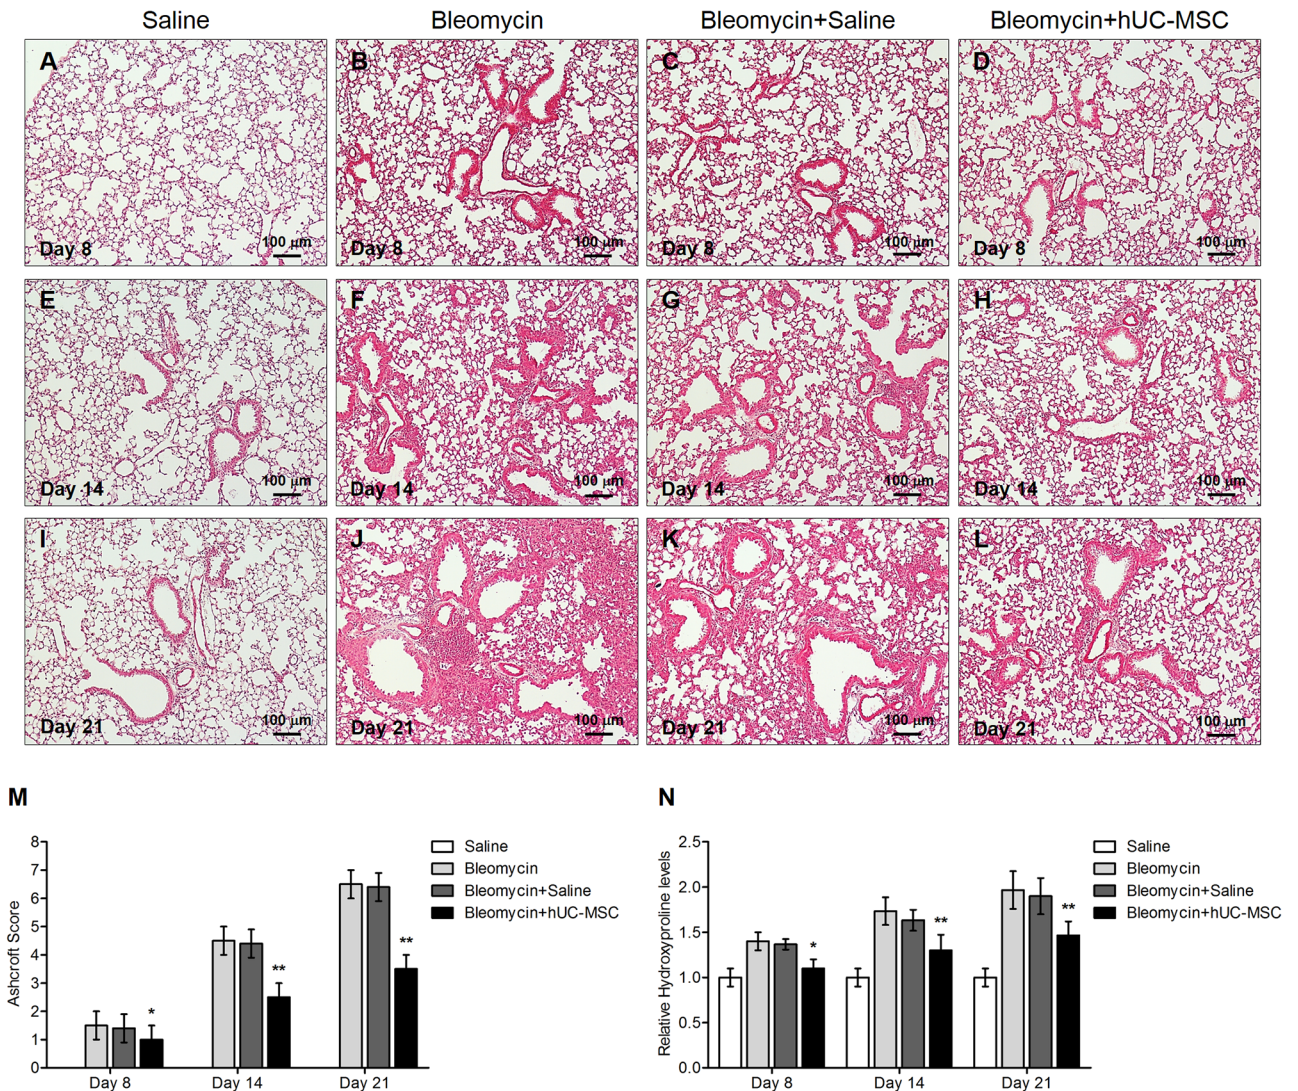 Saline Bleomycin Bleomycin+Saline Bleomycin+hUC-MSC
A B C D
Day 8 100 μm Day 8 100 μm Day 8 100 μm Day 8 100 μm
E F G H
Day 14 100 μm Day 14 100 μm Day 14 100 μm Day 14 100 μm
I J K L
Day 21 100 μm Day 21 100 μm Day 21 100 μm Day 21 100 μm
M
Ashcroft Score
8
7
6
5
4
3
2
1
0
* ** **
Day 8 Day 14 Day 21
Saline
Bleomycin
Bleomycin+Saline
Bleomycin+hUC-MSC
N
Relative Hydroxyproline levels
2.5
2.0
1.5
1.0
0.5
0.0
* ** **
Day 8 Day 14 Day 21
Saline
Bleomycin
Bleomycin+Saline
Bleomycin+hUC-MSC